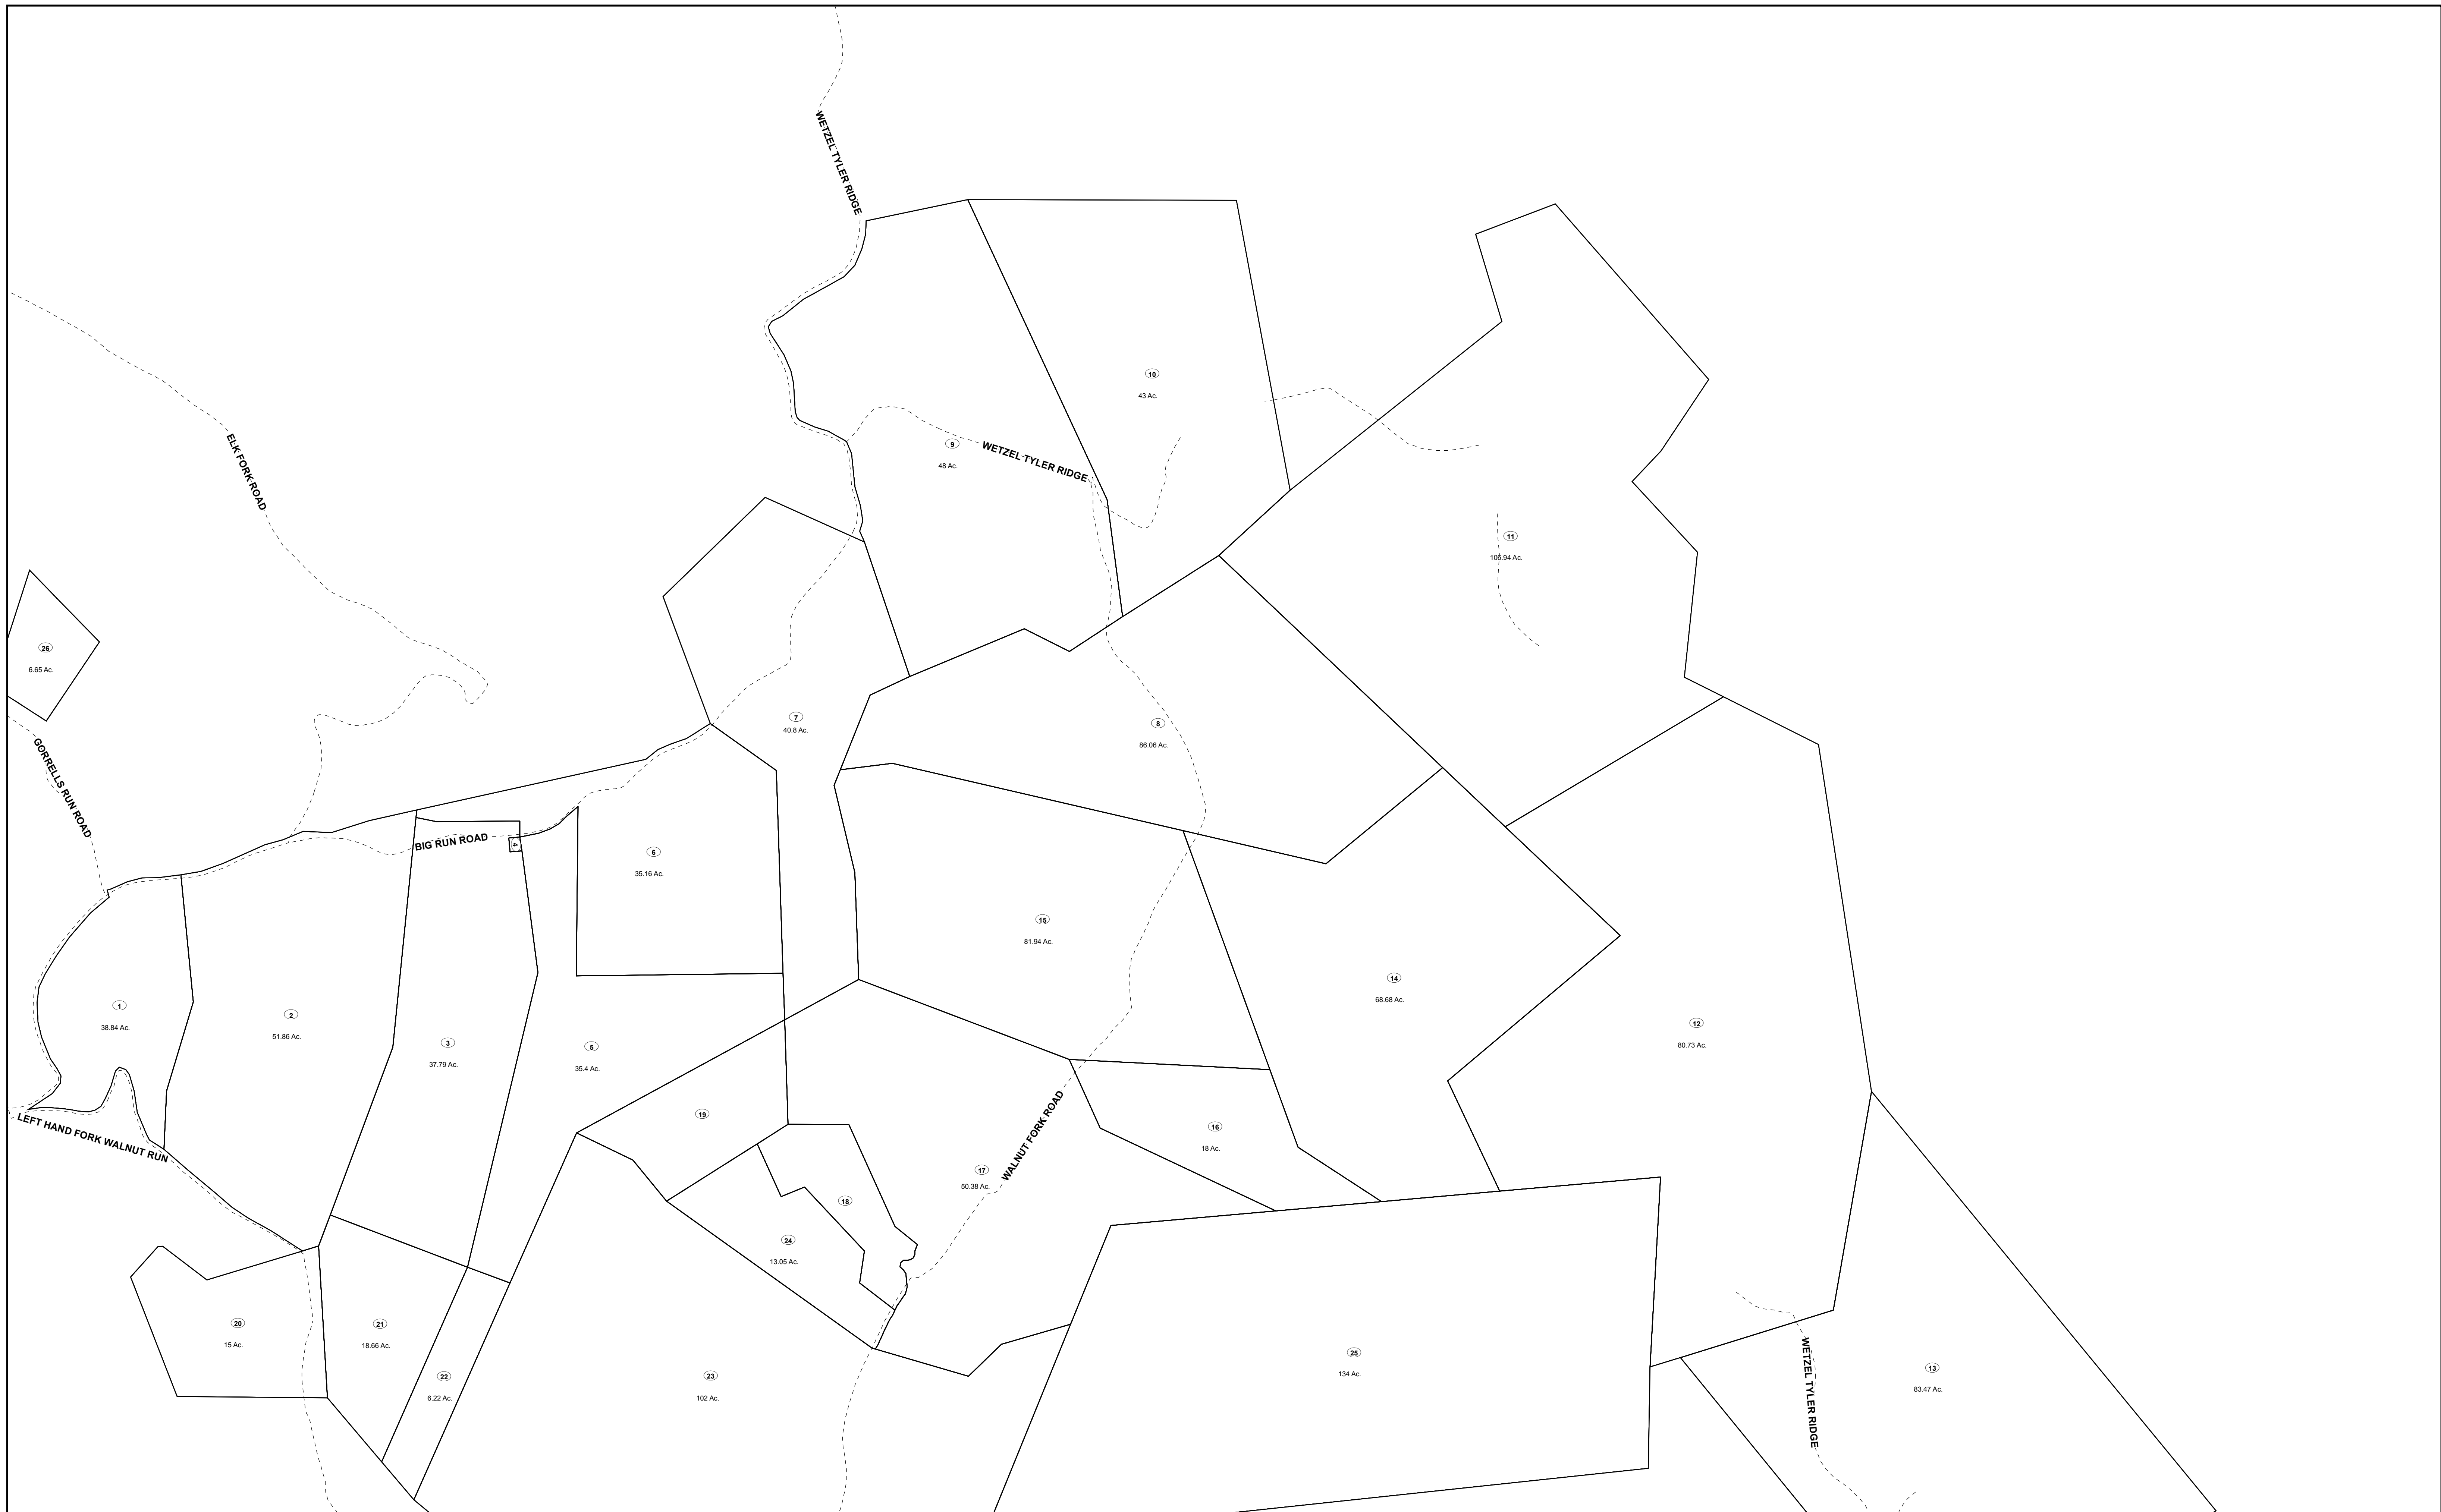 WETZEL TYLER RIDGE
10
43 Ac.
9
48 Ac.
WETZEL TYLER RIDGE
ELK FORK ROAD
11
106.94 Ac.
26
6.65 Ac.
7
40.8 Ac.
8
86.06 Ac.
GORRELLS RUN ROAD
BIG RUN ROAD
4
6
35.16 Ac.
15
81.94 Ac.
14
68.68 Ac.
1
38.84 Ac.
2
51.86 Ac.
12
80.73 Ac.
3
37.79 Ac.
5
35.4 Ac.
19
LEFT HAND FORK WALNUT RUN
16
18 Ac.
WALNUT FORK ROAD
17
50.38 Ac.
18
24
13.05 Ac.
20
15 Ac.
21
18.66 Ac.
25
134 Ac.
22
6.22 Ac.
23
102 Ac.
WETZEL TYLER RIDGE
13
83.47 Ac.